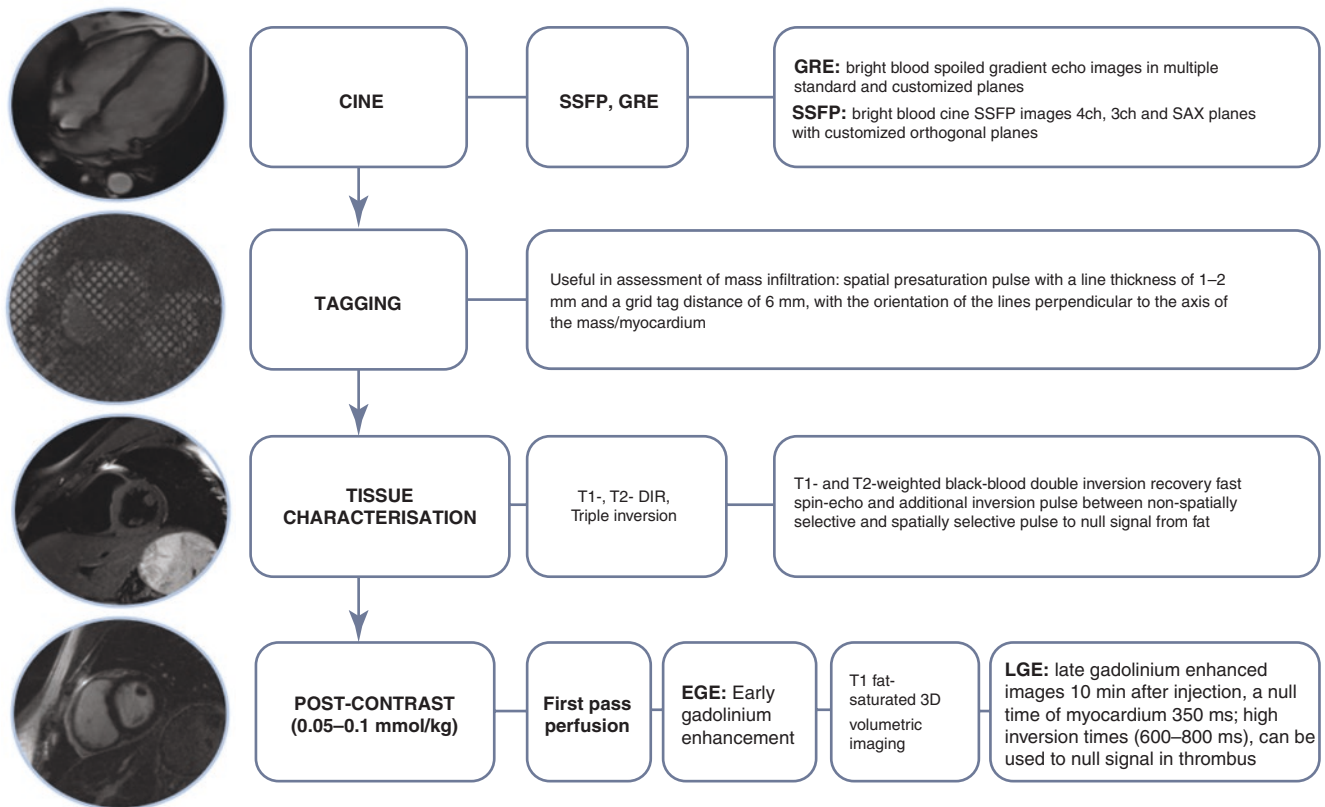 CINE
SSFP, GRE
GRE: bright blood spoiled gradient echo images in multiple
standard and customized planes
SSFP: bright blood cine SSFP images 4ch, 3ch and SAX planes
with customized orthogonal planes
TAGGING
Useful in assessment of mass infiltration: spatial presaturation pulse with a line thickness of 1–2
mm and a grid tag distance of 6 mm, with the orientation of the lines perpendicular to the axis of
the mass/myocardium
TISSUE
CHARACTERISATION
T1-, T2- DIR,
Triple inversion
T1- and T2-weighted black-blood double inversion recovery fast
spin-echo and additional inversion pulse between non-spatially
selective and spatially selective pulse to null signal from fat
POST-CONTRAST
(0.05–0.1 mmol/kg)
First pass
perfusion
EGE: Early
gadolinium
enhancement
T1 fat-
saturated 3D
volumetric
imaging
LGE: late gadolinium enhanced
images 10 min after injection, a null
time of myocardium 350 ms; high
inversion times (600–800 ms), can be
used to null signal in thrombus